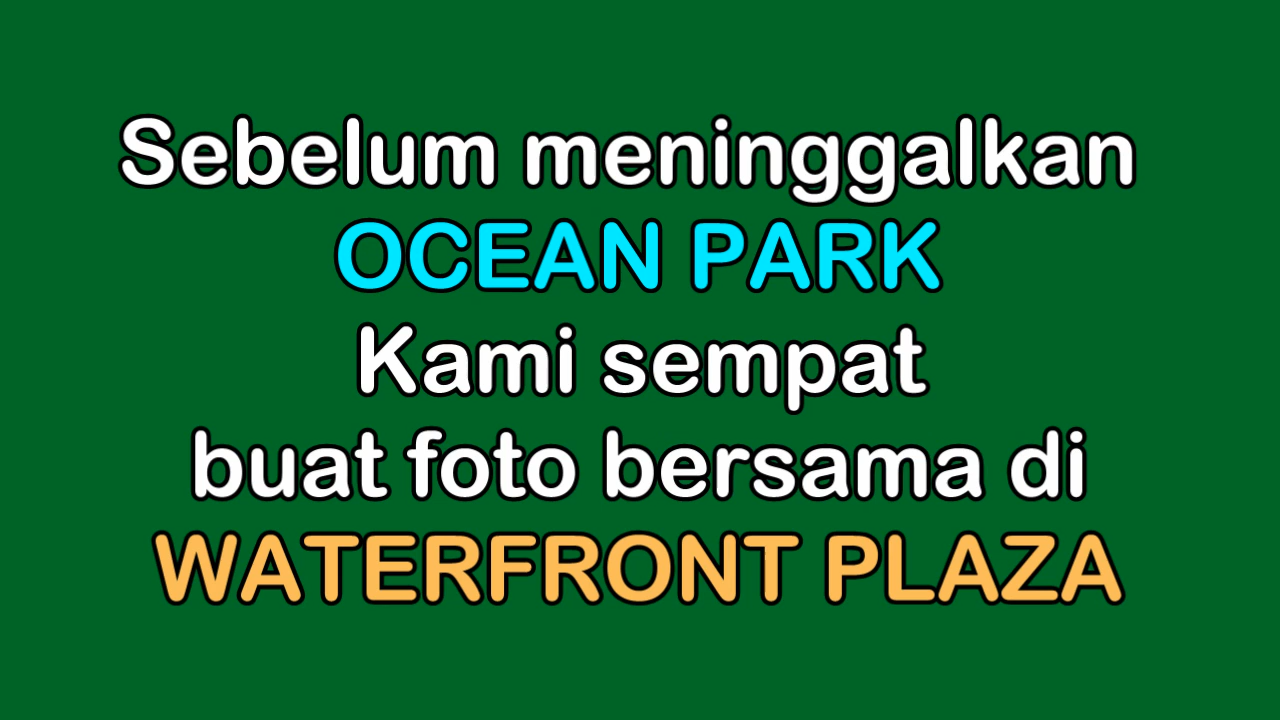 Sebelum meninggalkan
OCEAN PARK
Kami sempat
buat foto bersama di
WATERFRONT PLAZA